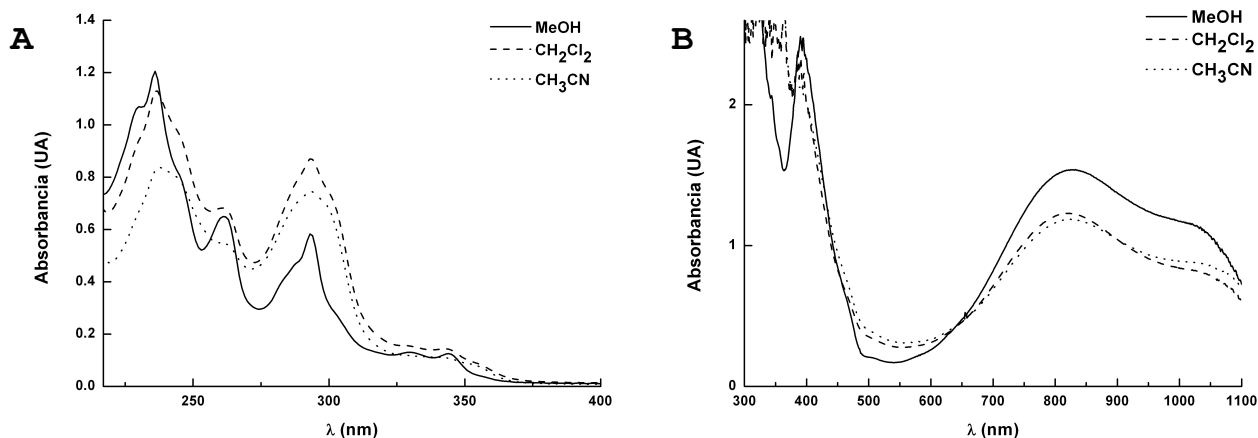 A
MeOH
CH2Cl2
CH3CN
Absorbancia (UA)
1.4
1.2
1.0
0.8
0.6
0.4
0.2
0.0
250 300 350 400
λ (nm)
B
MeOH
CH2Cl2
CH3CN
Absorbancia (UA)
2
1
0
300 400 500 600 700 800 900 1000 1100
λ (nm)